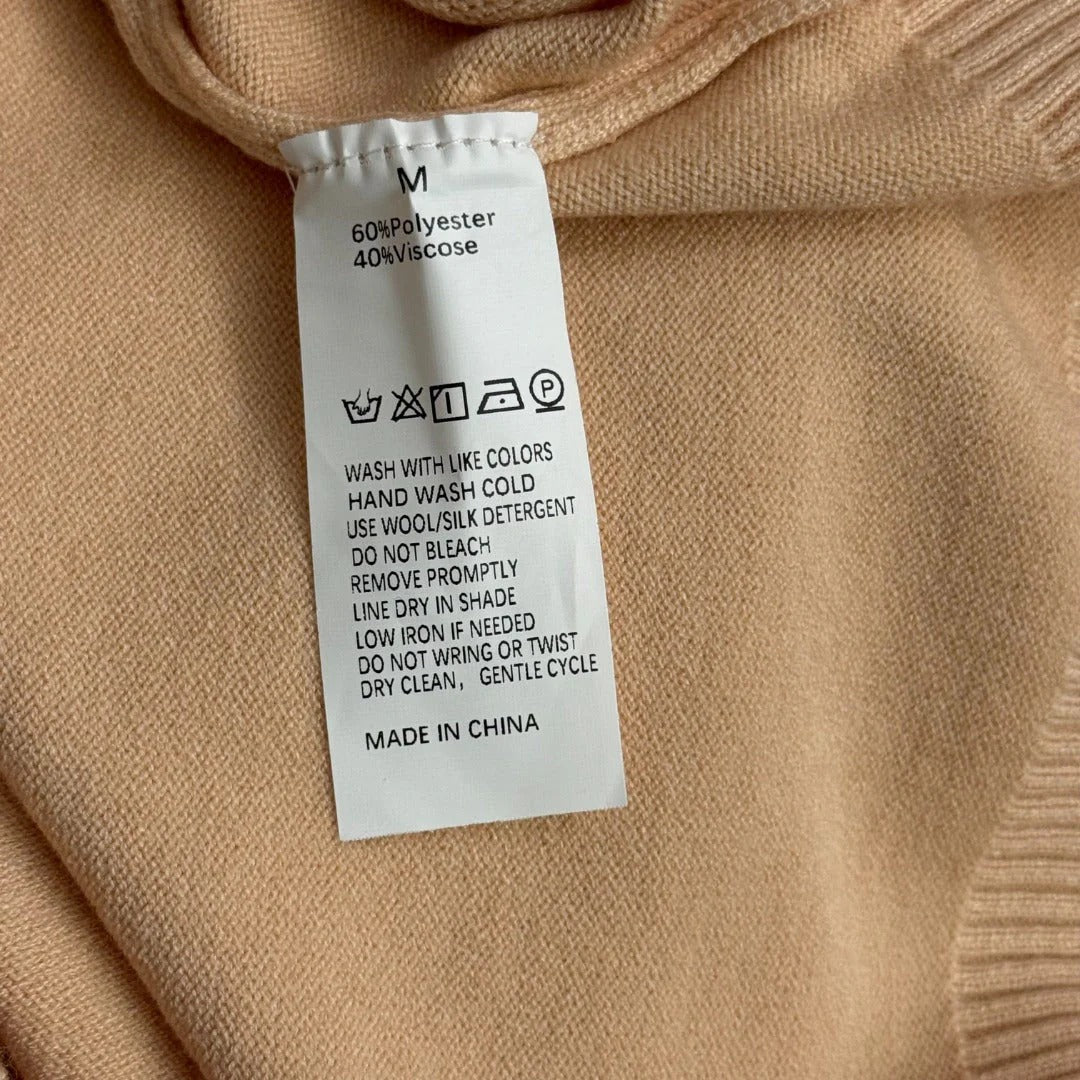 M
60%Polyester
40%Viscose
P
WASH WITH LIKE COLORS
HAND WASH COLD
USE WOOL/SILK DETERGENT
DO NOT BLEACH
REMOVE PROMPTLY
LINE DRY IN SHADE
LOW IRON IF NEEDED
DO NOT WRING OR TWIST
DRY CLEAN, GENTLE CYCLE
MADE IN CHINA